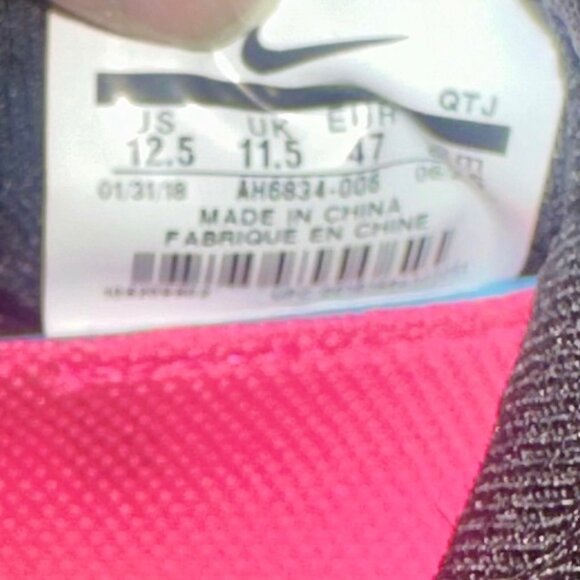 QTJ
US UK EUR
12.5 11.5 47
01/31/18 AH6834-006
MADE IN CHINA
FABRIQUE EN CHINE